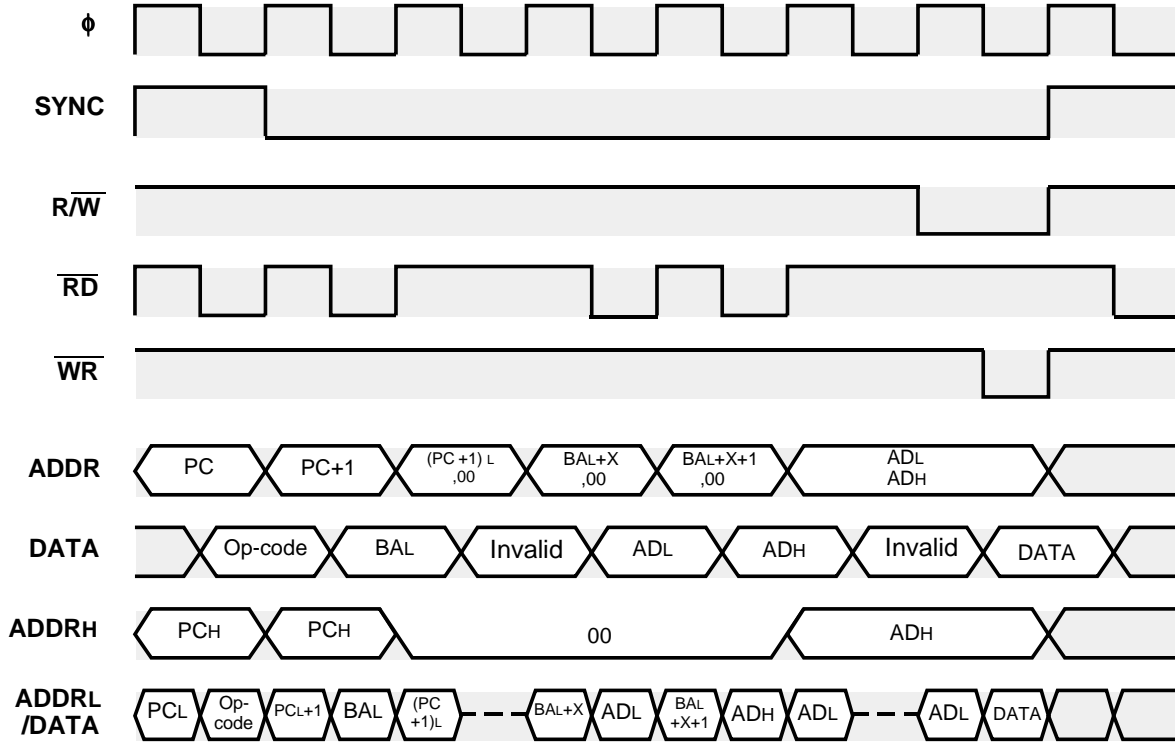 ϕ
SYNC
R/W
RD
WR
ADDR
PC
PC+1
(PC +1) L
,00
BAL+X
,00
BAL+X+1
,00
ADL
ADH
DATA
Op-code
BAL
Invalid
ADL
ADH
Invalid
DATA
ADDRH
PCH
PCH
00
ADH
ADDRL
/DATA
PCL
Op-
code
PCL+1
BAL
(PC
+1)L
BAL+X
ADL
BAL
+X+1
ADH
ADL
ADL
DATA